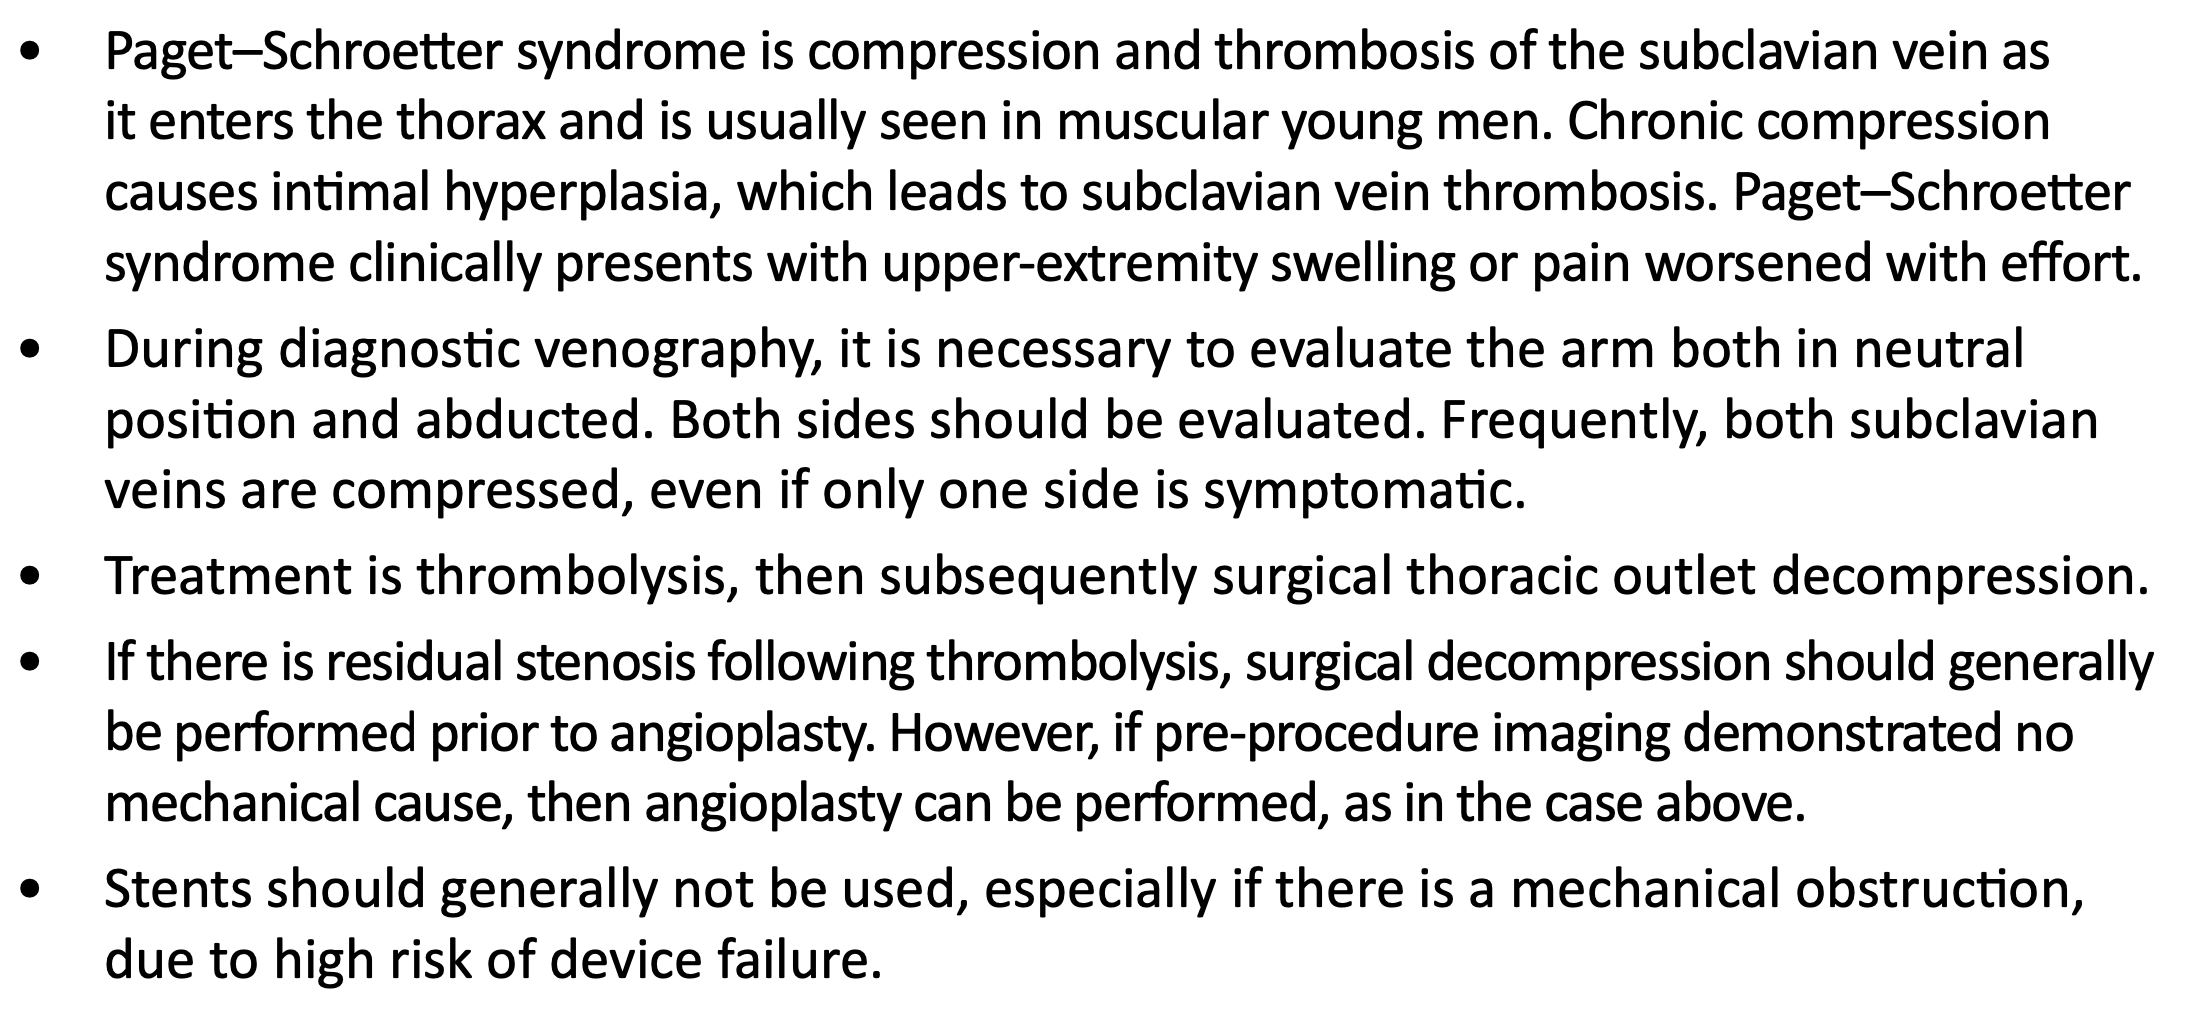 • Paget–Schroetter syndrome is compression and thrombosis of the subclavian vein as
it enters the thorax and is usually seen in muscular young men. Chronic compression
causes intimal hyperplasia, which leads to subclavian vein thrombosis. Paget–Schroetter
syndrome clinically presents with upper-extremity swelling or pain worsened with effort.
• During diagnostic venography, it is necessary to evaluate the arm both in neutral
position and abducted. Both sides should be evaluated. Frequently, both subclavian
veins are compressed, even if only one side is symptomatic.
• Treatment is thrombolysis, then subsequently surgical thoracic outlet decompression.
• If there is residual stenosis following thrombolysis, surgical decompression should generally
be performed prior to angioplasty. However, if pre-procedure imaging demonstrated no
mechanical cause, then angioplasty can be performed, as in the case above.
• Stents should generally not be used, especially if there is a mechanical obstruction,
due to high risk of device failure.